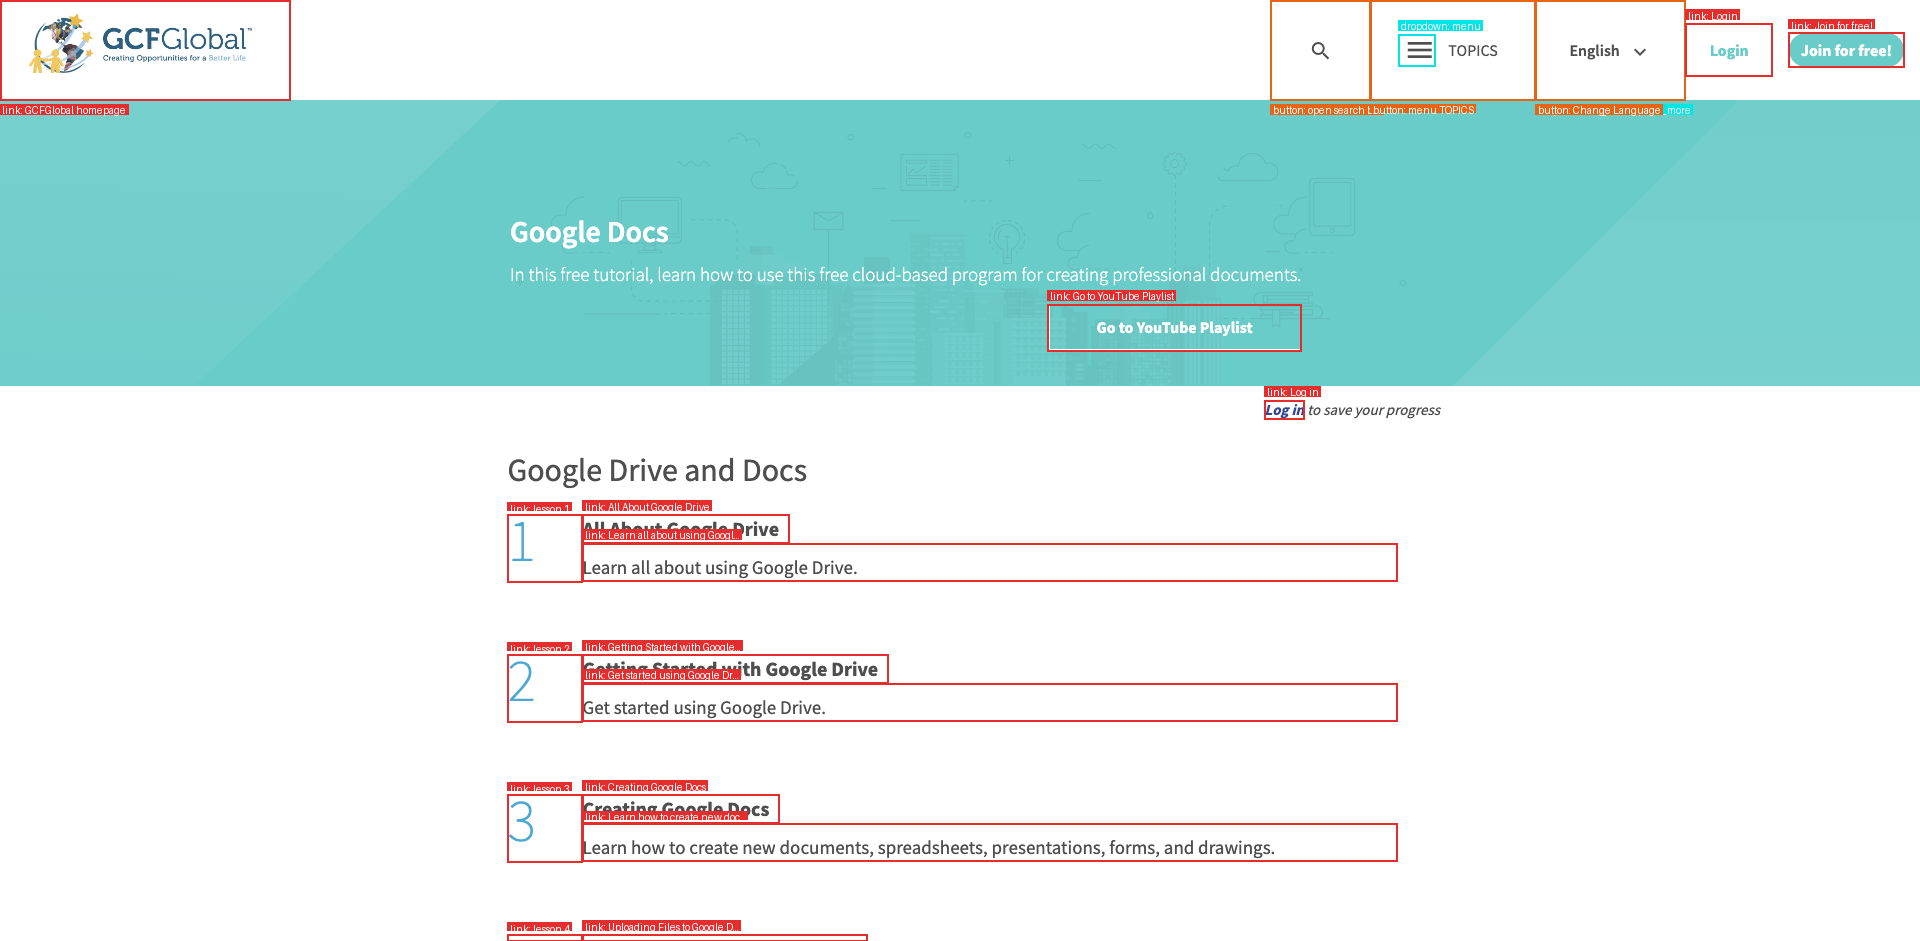 GCFGlobal™
Creating Opportunities for a Better Life
link: GCFGlobal homepage
button: open search
dropdown: menu
TOPICS
button: menu TOPICS
English
button: Change Language
more
link: Login
Login
link: Join for free!
Join for free!
Google Docs
In this free tutorial, learn how to use this free cloud-based program for creating professional documents.
link: Go to YouTube Playlist
Go to YouTube Playlist
link: Log in
Log in to save your progress
Google Drive and Docs
link: lesson 1
link: All About Google Drive
1
All About Google Drive
link: Learn all about using Googl...
Learn all about using Google Drive.
link: lesson 2
link: Getting Started with Google...
2
Getting Started with Google Drive
link: Get started using Google Dr...
Get started using Google Drive.
link: lesson 3
link: Creating Google Docs
3
Creating Google Docs
link: Learn how to create new doc...
Learn how to create new documents, spreadsheets, presentations, forms, and drawings.
link: lesson 4
link: Uploading Files to Google D...